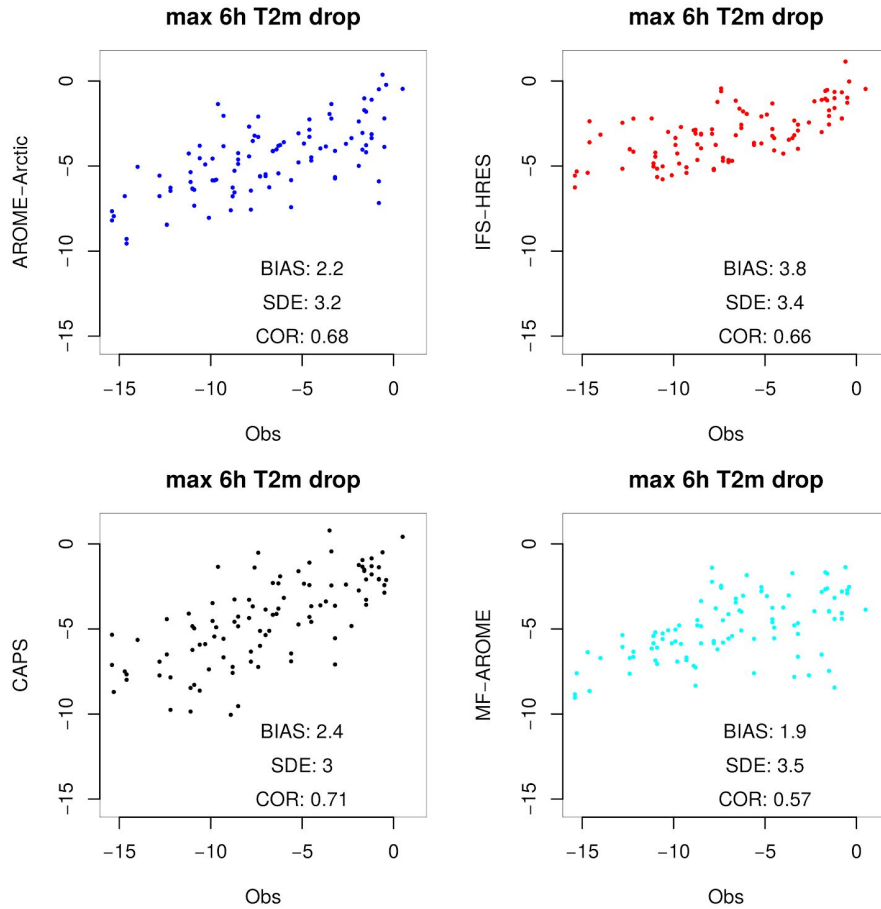 max 6h T2m drop
AROME−Arctic
0
−5
−10
−15
BIAS: 2.2
SDE: 3.2
COR: 0.68
−15
−10
−5
0
Obs
max 6h T2m drop
IFS−HRES
0
−5
−10
−15
BIAS: 3.8
SDE: 3.4
COR: 0.66
−15
−10
−5
0
Obs
max 6h T2m drop
CAPS
0
−5
−10
−15
BIAS: 2.4
SDE: 3
COR: 0.71
−15
−10
−5
0
Obs
max 6h T2m drop
MF−AROME
0
−5
−10
−15
BIAS: 1.9
SDE: 3.5
COR: 0.57
−15
−10
−5
0
Obs